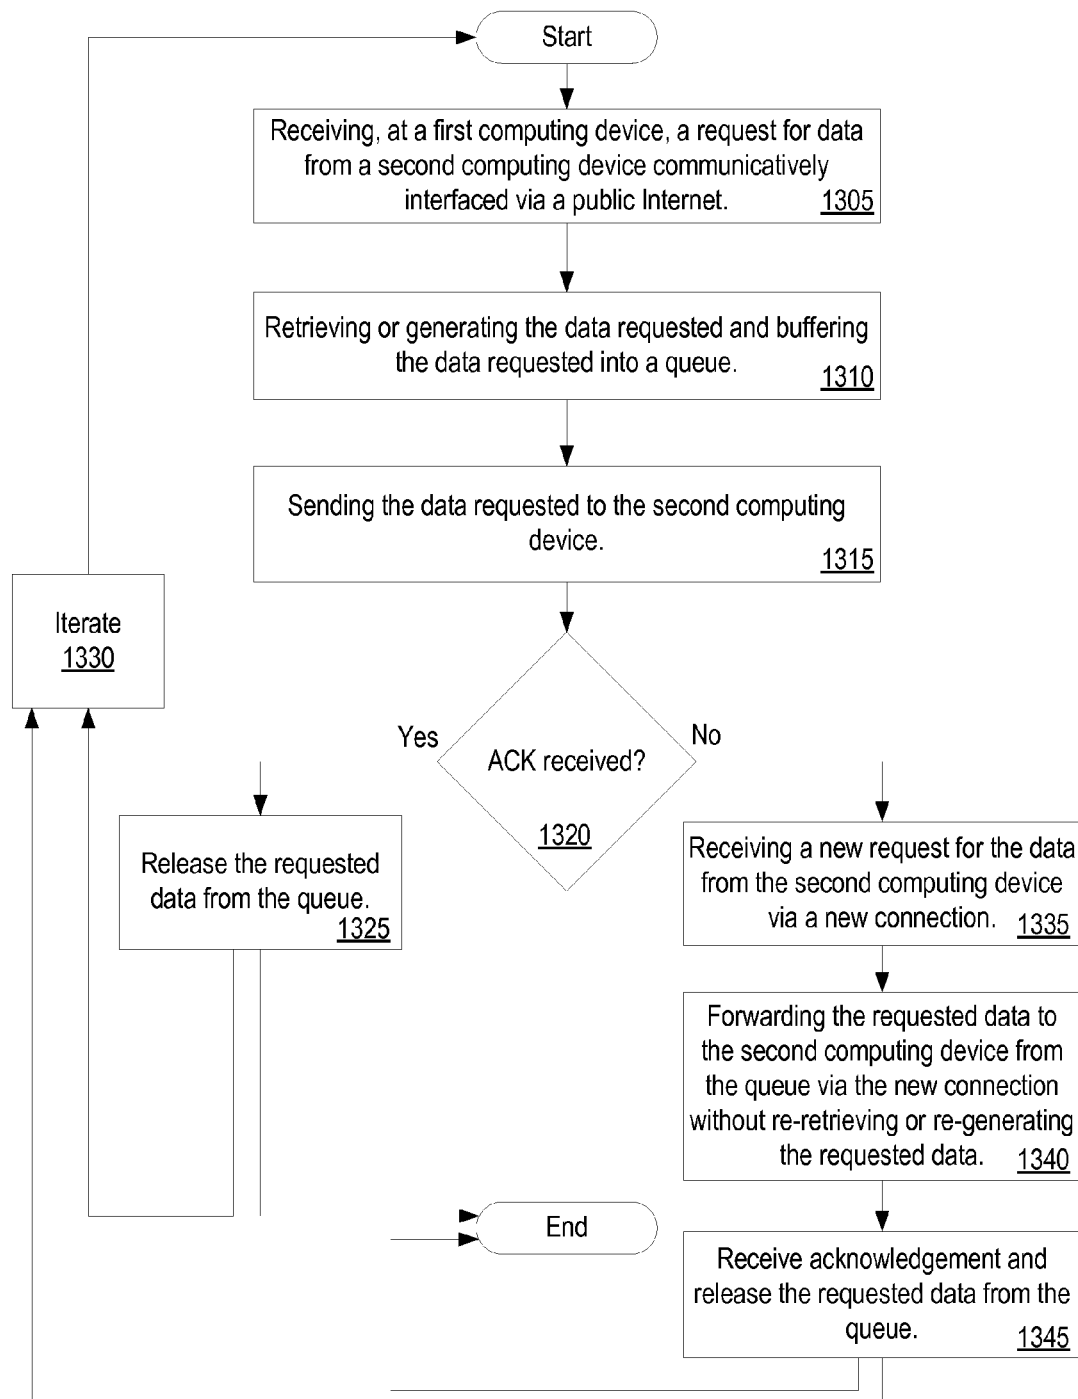 Start
Receiving, at a first computing device, a request for data
from a second computing device communicatively
interfaced via a public Internet.
1305
Retrieving or generating the data requested and buffering
the data requested into a queue.
1310
Sending the data requested to the second computing
device.
1315
Iterate
1330
Yes
No
ACK received?
1320
Release the requested
data from the queue.
1325
Receiving a new request for the data
from the second computing device
via a new connection.
1335
Forwarding the requested data to
the second computing device from
the queue via the new connection
without re-retrieving or re-generating
the requested data.
1340
End
Receive acknowledgement and
release the requested data from the
queue.
1345